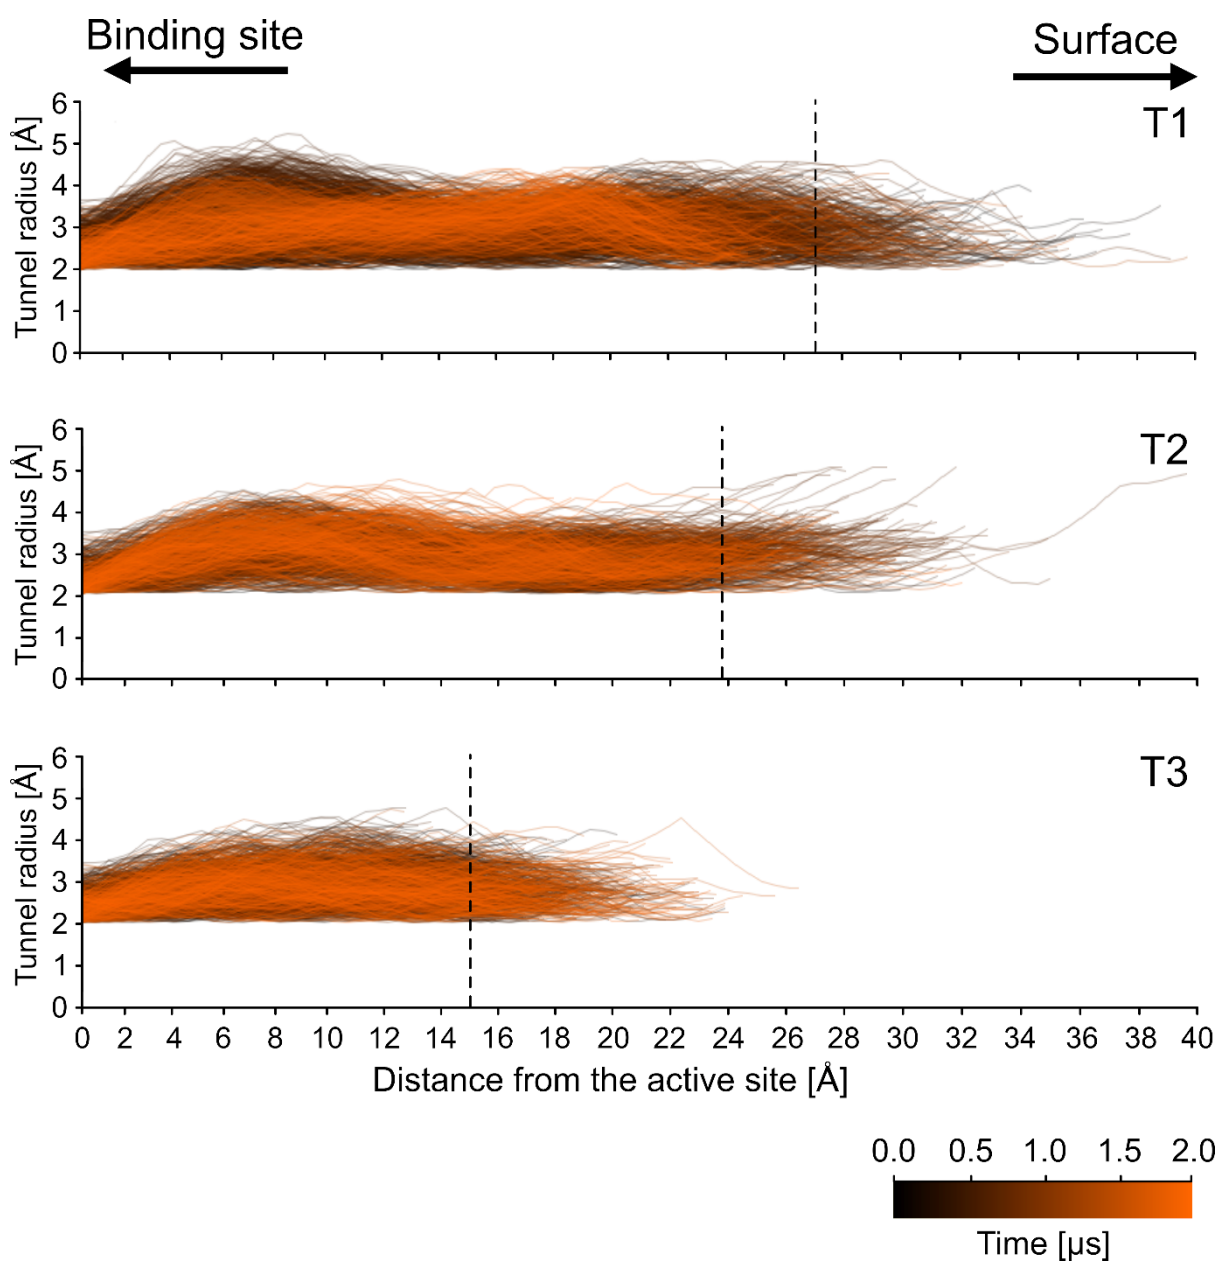 Binding site
Surface
T1
Tunnel radius [Å]
6
5
4
3
2
1
0
T2
Tunnel radius [Å]
6
5
4
3
2
1
0
T3
Tunnel radius [Å]
6
5
4
3
2
1
0
0 2 4 6 8 10 12 14 16 18 20 22 24 26 28 30 32 34 36 38 40
Distance from the active site [Å]
0.0 0.5 1.0 1.5 2.0
Time [µs]